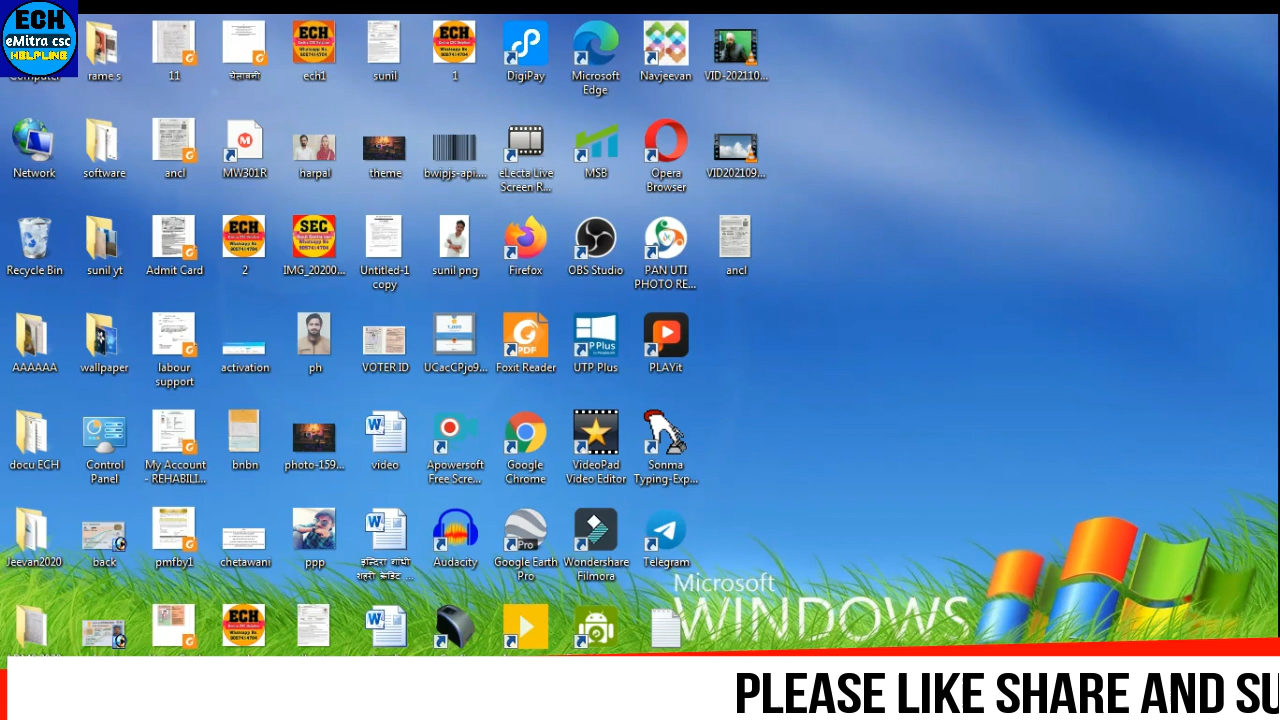 ECH
eMitra csc
HELPLINE
Computer
rame s
11
चेतावनी
ech1
sunil
1
DigiPay
Microsoft
Edge
Navjeevan
VID-202110...
Network
software
ancl
MW301R
harpal
theme
bwipjs-api....
eLecta Live
Screen R...
MSB
Opera
Browser
VID202109...
Recycle Bin
sunil yt
Admit Card
2
IMG_20200...
Untitled-1
copy
sunil png
Firefox
OBS Studio
PAN UTI
PHOTO RE...
ancl
AAAAAA
wallpaper
labour
support
activation
ph
VOTER ID
UCacCPjo9...
Foxit Reader
UTP Plus
PLAYit
docu ECH
Control
Panel
My Account
- REHABILI...
bnbn
photo-159...
video
Apowersoft
Free Scre...
Google
Chrome
VideoPad
Video Editor
Sonma
Typing-Exp...
Jeevan2020
back
pmfby1
chetawani
ppp
इन्दिरा गांधी
शहरी क्रेडिट ...
Audacity
Google Earth
Pro
Wondershare
Filmora
Telegram
Microsoft
WINDOWS
PLEASE LIKE SHARE AND SU